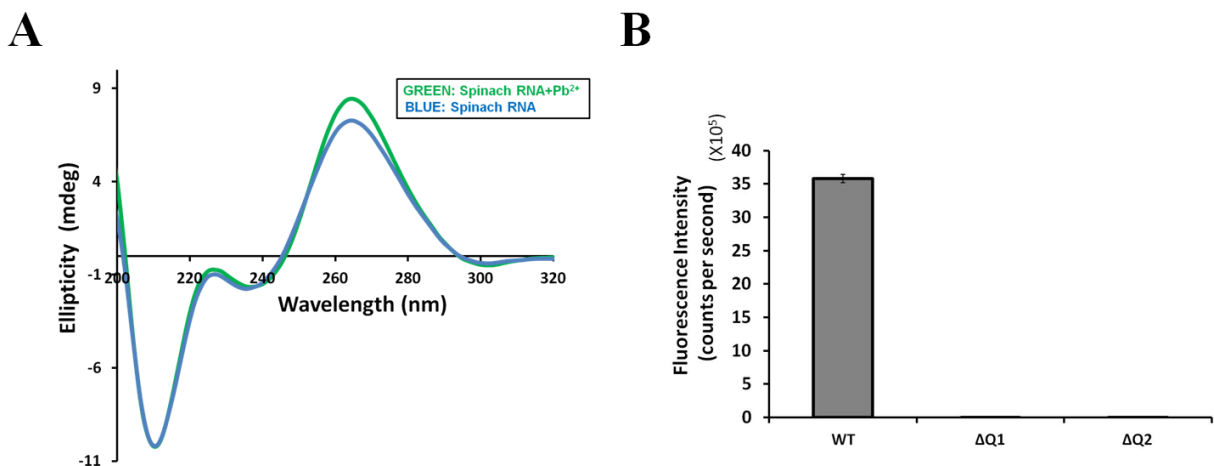 A
GREEN: Spinach RNA+Pb²⁺
BLUE: Spinach RNA
9
4
-1
-6
-11
200 220 240 260 280 300 320
Ellipticity (mdeg)
Wavelength (nm)
B
(X10⁵)
Fluorescence Intensity
(counts per second)
40
35
30
25
20
15
10
5
0
WT ΔQ1 ΔQ2